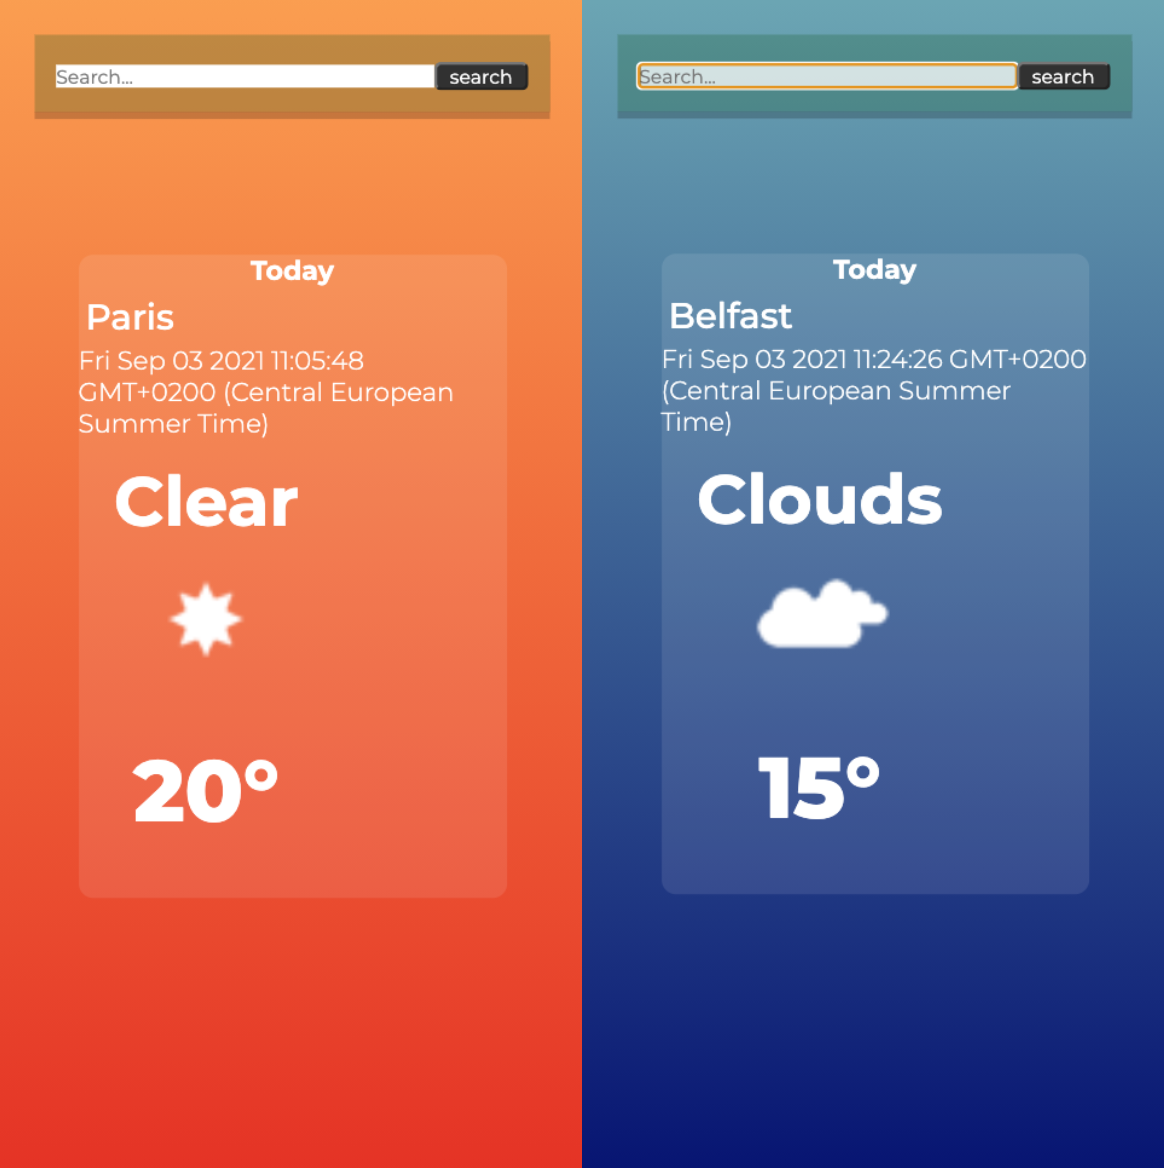 Search...
search
Today
Paris
Fri Sep 03 2021 11:05:48
GMT+0200 (Central European
Summer Time)
Clear
20°
Search...
search
Today
Belfast
Fri Sep 03 2021 11:24:26 GMT+0200
(Central European Summer
Time)
Clouds
15°